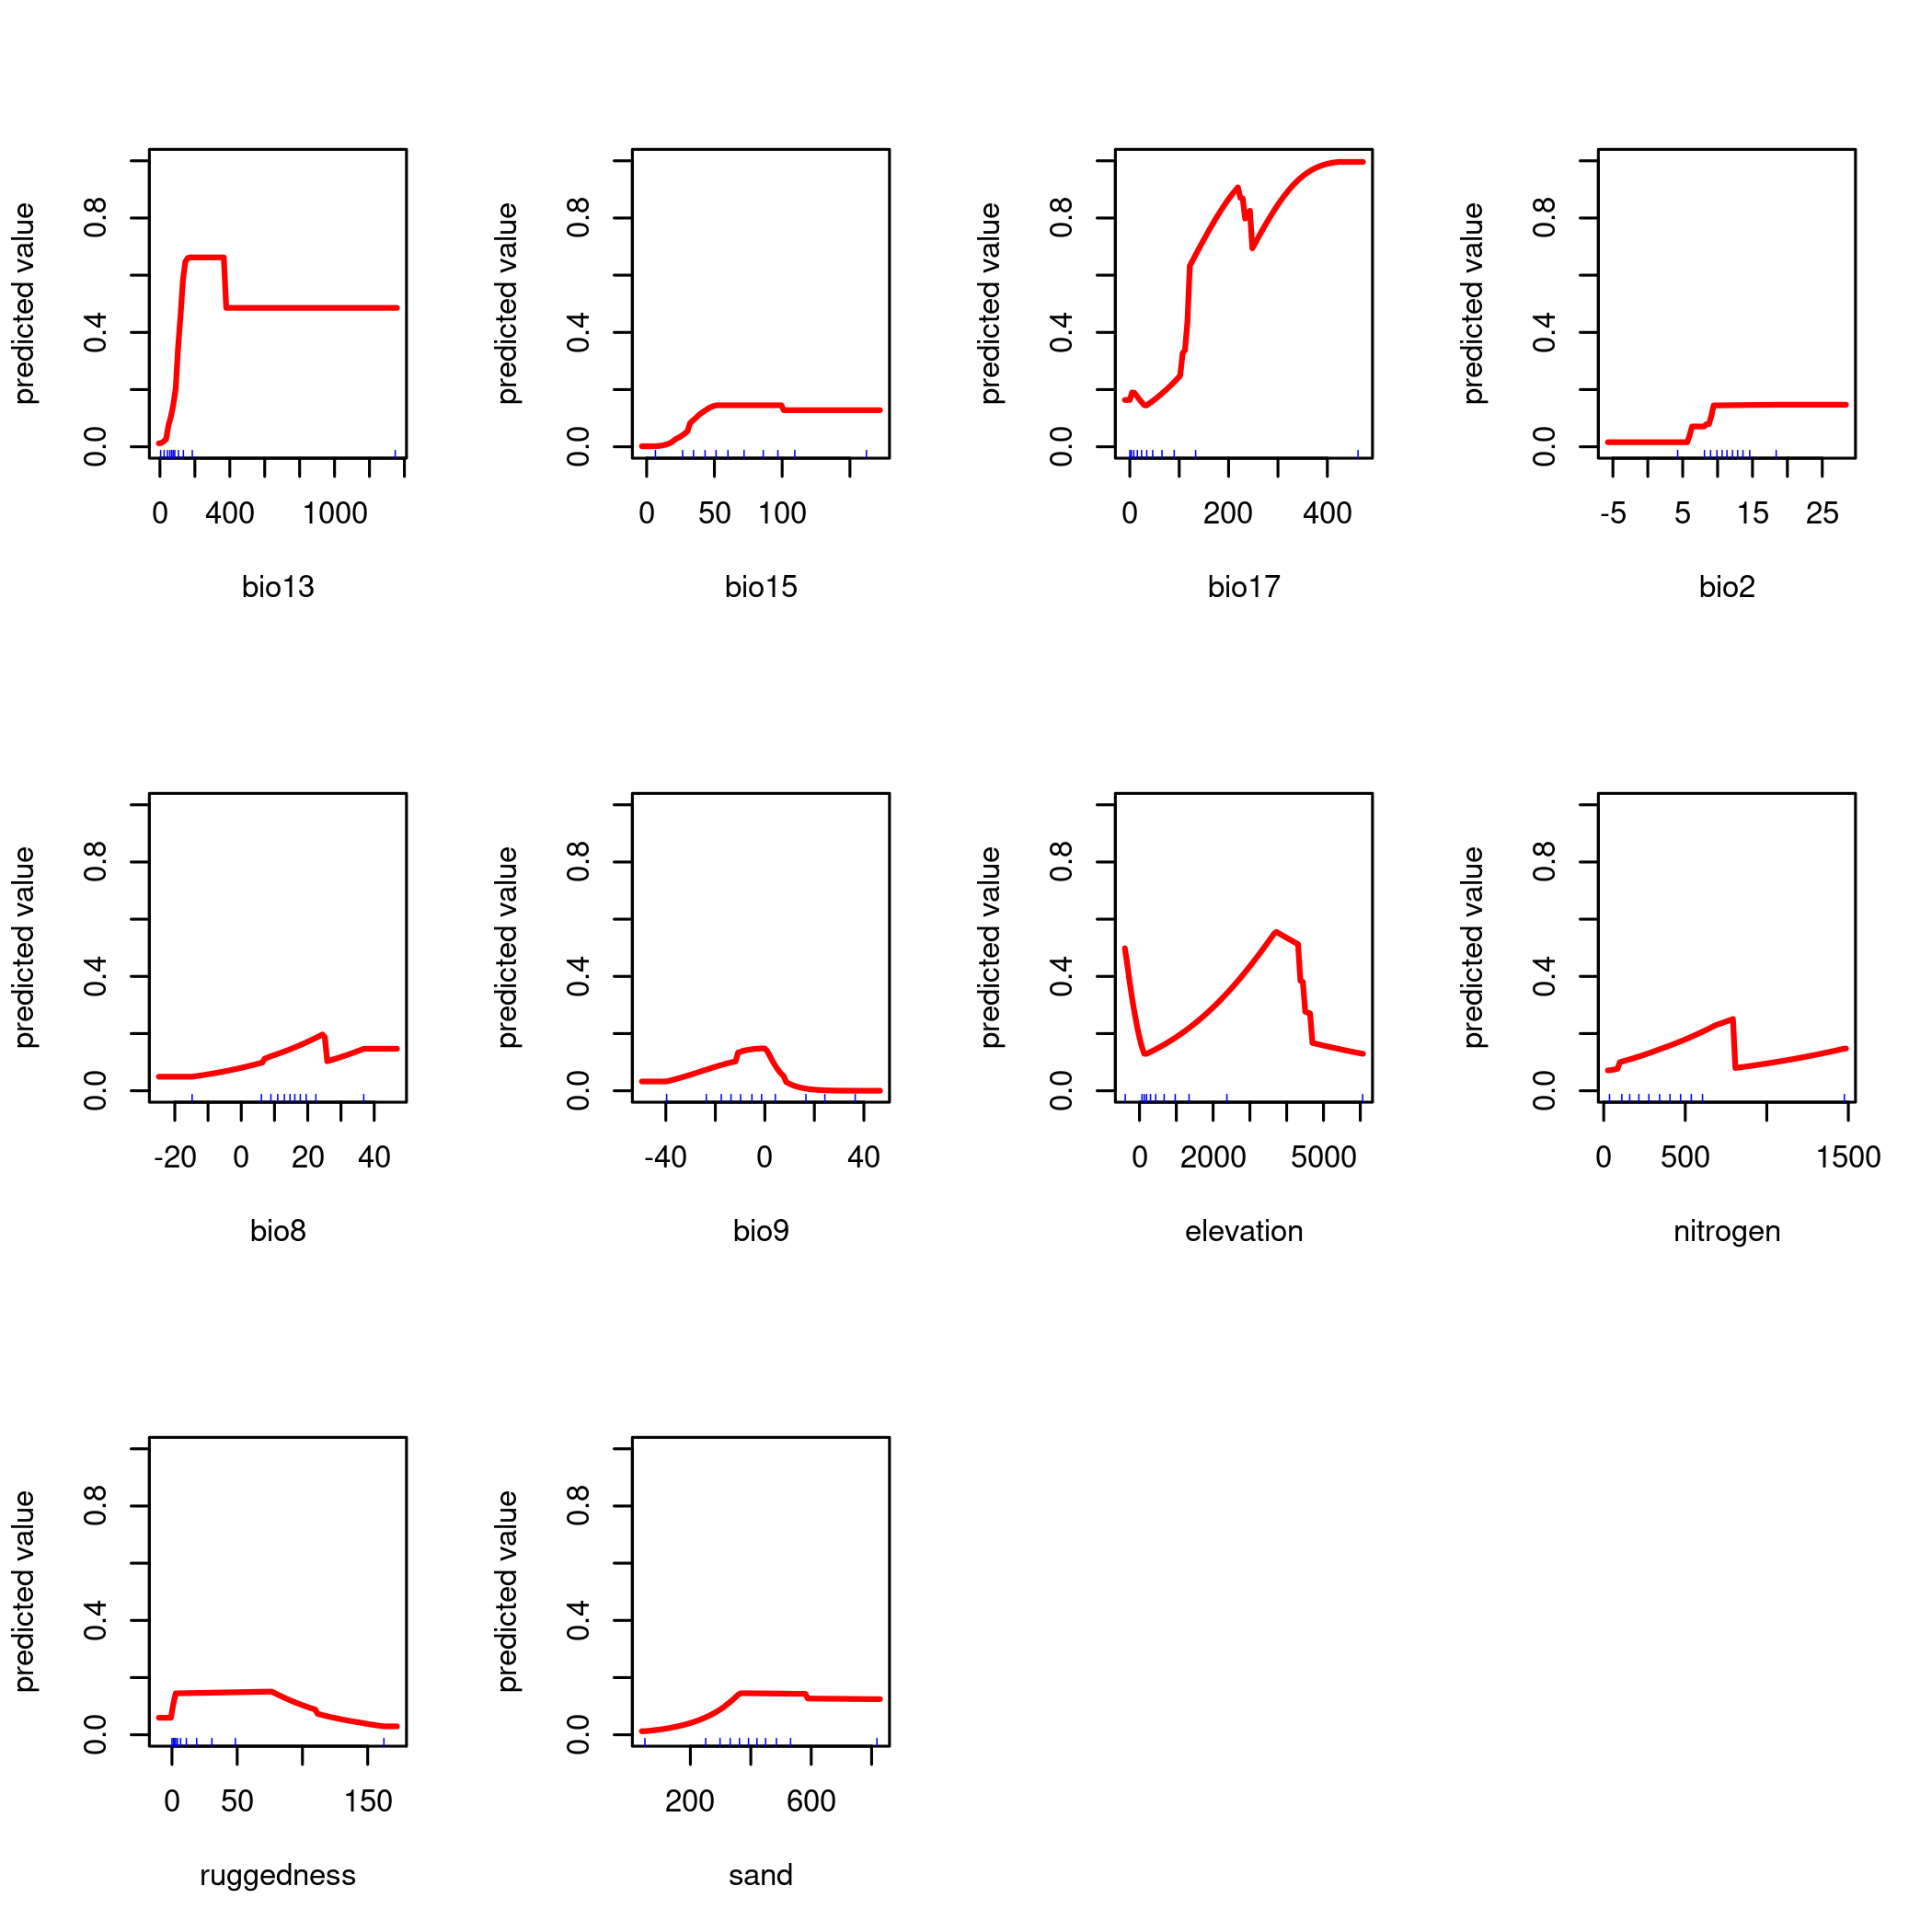 predicted value
0.0 0.4 0.8
0 400 1000
bio13
predicted value
0.0 0.4 0.8
0 50 100
bio15
predicted value
0.0 0.4 0.8
0 200 400
bio17
predicted value
0.0 0.4 0.8
-5 5 15 25
bio2
predicted value
0.0 0.4 0.8
-20 0 20 40
bio8
predicted value
0.0 0.4 0.8
-40 0 40
bio9
predicted value
0.0 0.4 0.8
0 2000 5000
elevation
predicted value
0.0 0.4 0.8
0 500 1500
nitrogen
predicted value
0.0 0.4 0.8
0 50 150
ruggedness
predicted value
0.0 0.4 0.8
200 600
sand